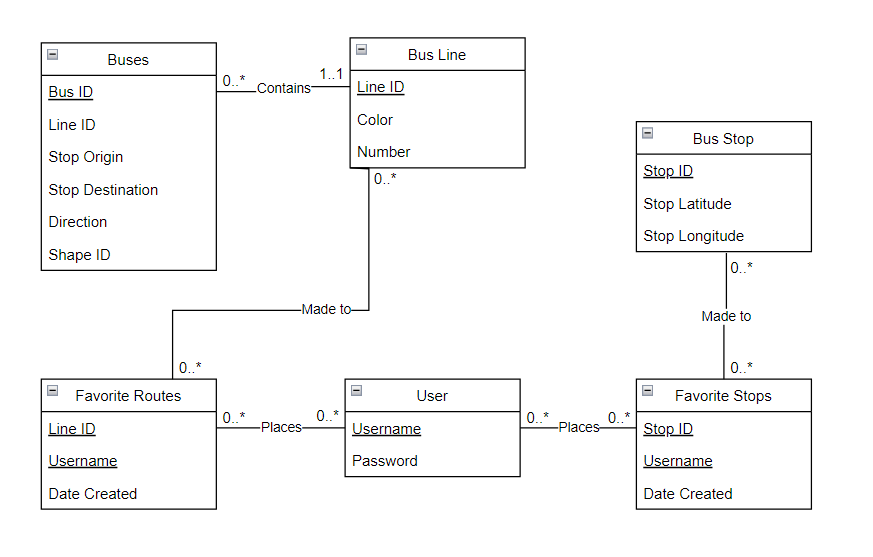 Buses
Bus ID
Line ID
Stop Origin
Stop Destination
Direction
Shape ID
0..*
Contains
1..1
Bus Line
Line ID
Color
Number
0..*
Made to
0..*
Bus Stop
Stop ID
Stop Latitude
Stop Longitude
0..*
Made to
0..*
Favorite Routes
Line ID
Username
Date Created
0..*
Places
0..*
User
Username
Password
0..*
Places
0..*
Favorite Stops
Stop ID
Username
Date Created